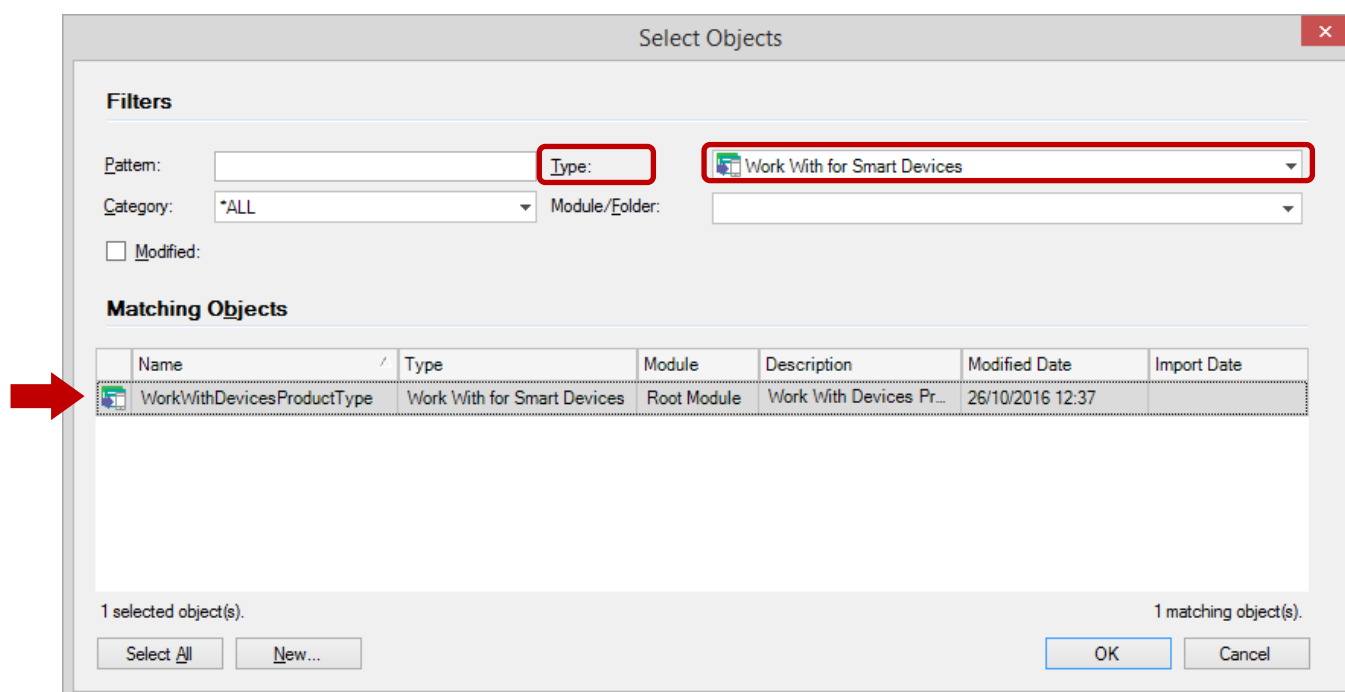 Select Objects
Filters
Pattern: Type: Work With for Smart Devices
Category: *ALL Module/Folder:
Modified:
Matching Objects
Name Type Module Description Modified Date Import Date
WorkWithDevicesProductType Work With for Smart Devices Root Module Work With Devices Pr... 26/10/2016 12:37
1 selected object(s). 1 matching object(s).
Select All New... OK Cancel